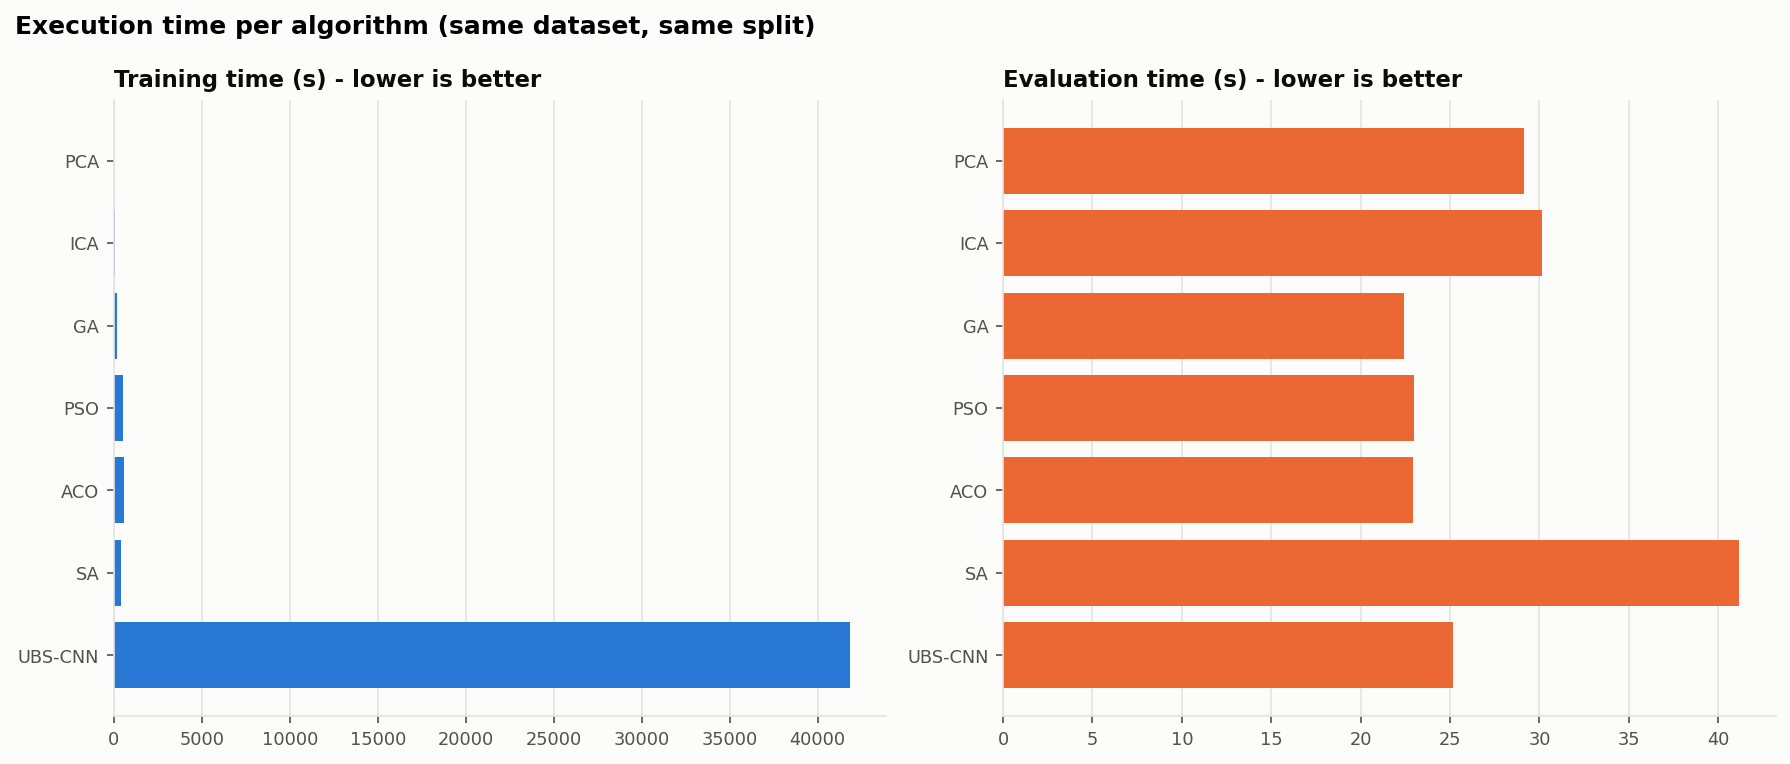 Execution time per algorithm (same dataset, same split)
Training time (s) - lower is better
PCA
ICA
GA
PSO
ACO
SA
UBS-CNN
0 5000 10000 15000 20000 25000 30000 35000 40000
Evaluation time (s) - lower is better
PCA
ICA
GA
PSO
ACO
SA
UBS-CNN
0 5 10 15 20 25 30 35 40